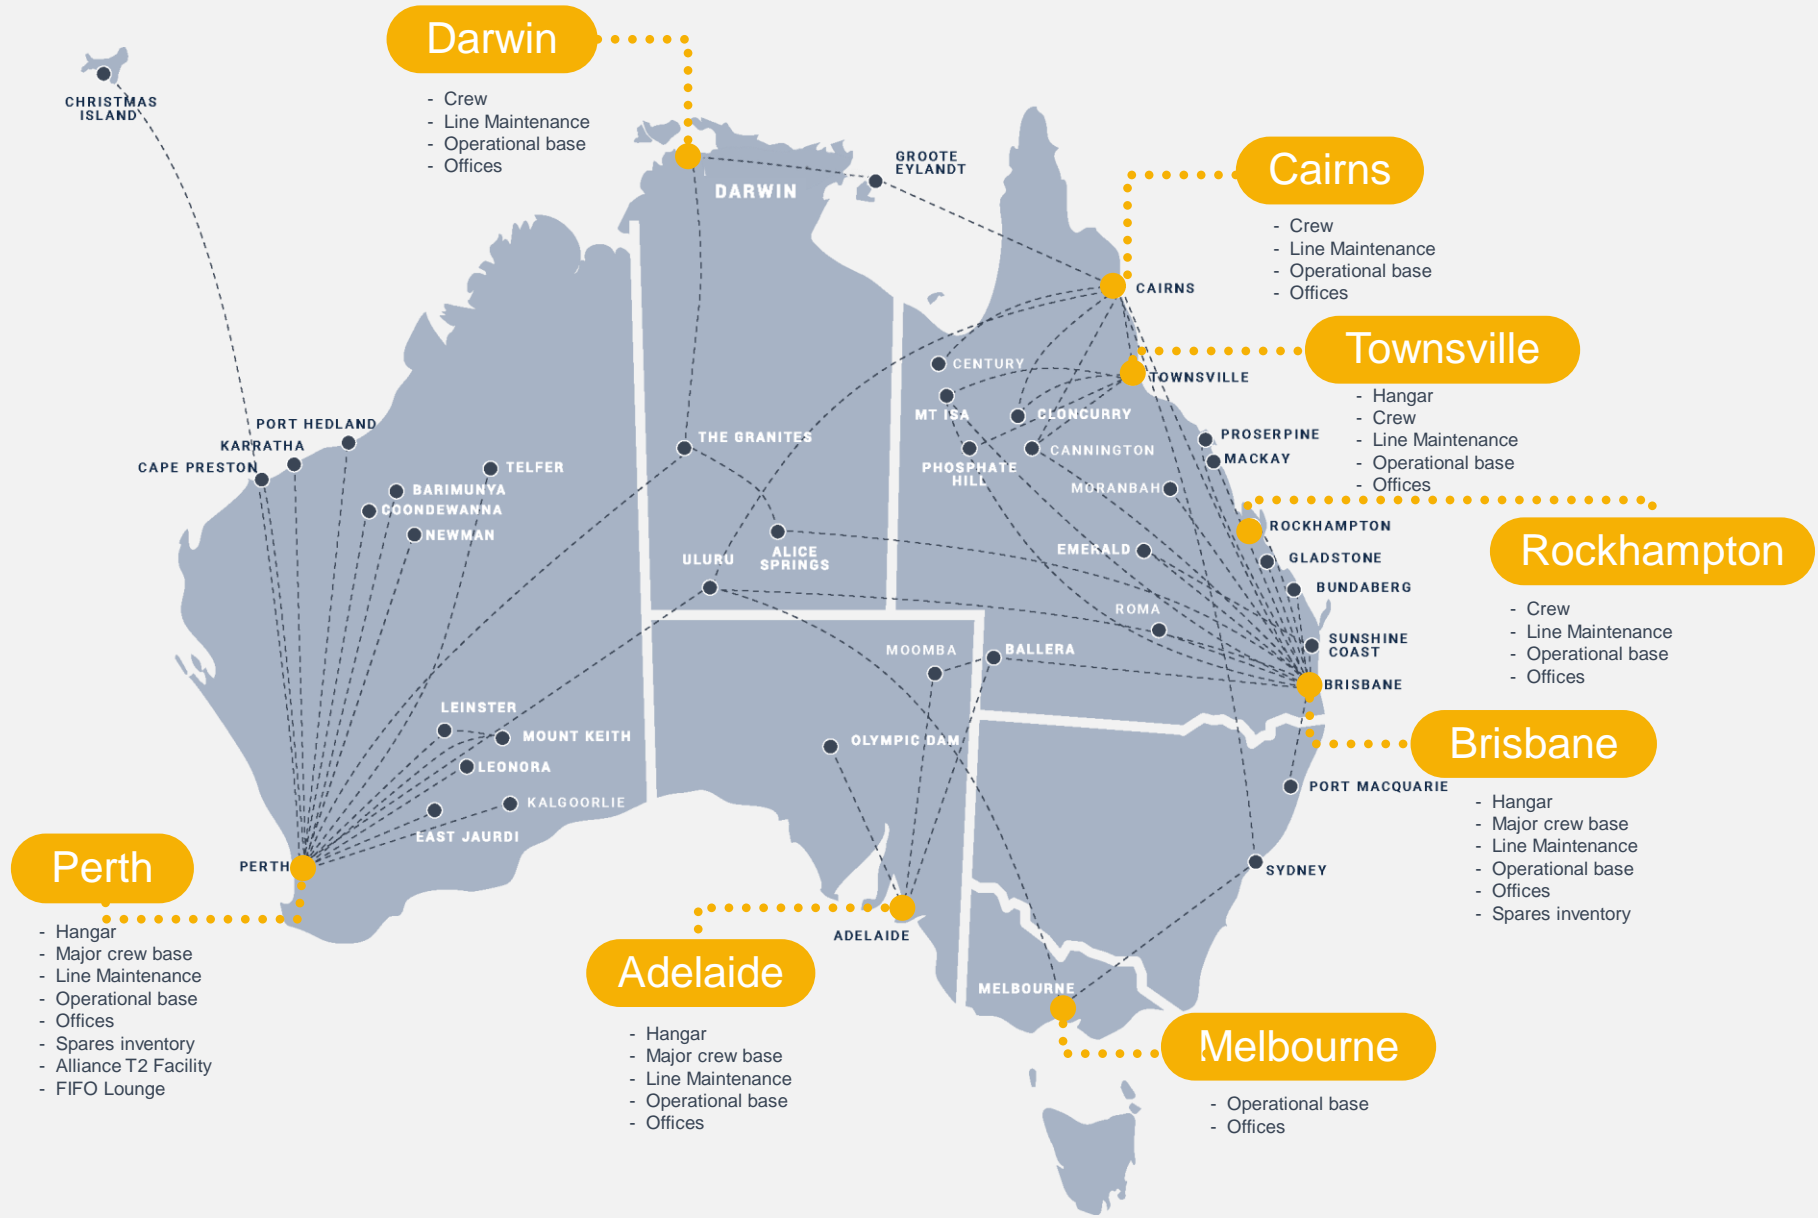 Darwin
- Crew
- Line Maintenance
- Operational base
- Offices
CHRISTMAS
ISLAND
DARWIN
GROOTE
EYLANDT
Cairns
- Crew
- Line Maintenance
- Operational base
- Offices
CAIRNS
Townsville
- Hangar
- Crew
- Line Maintenance
- Operational base
- Offices
CENTURY
TOWNSVILLE
MT ISA
CLONCURRY
PORT HEDLAND
KARRATHA
CAPE PRESTON
TELFER
BARIMUNYA
COONDEWANNA
NEWMAN
THE GRANITES
PHOSPHATE
HILL
CANNINGTON
PROSERPINE
MACKAY
MORANBAH
ROCKHAMPTON
Rockhampton
- Crew
- Line Maintenance
- Operational base
- Offices
ULURU
ALICE
SPRINGS
EMERALD
GLADSTONE
BUNDABERG
ROMA
SUNSHINE
COAST
MOOMBA
BALLERA
BRISBANE
Brisbane
- Hangar
- Major crew base
- Line Maintenance
- Operational base
- Offices
- Spares inventory
LEINSTER
MOUNT KEITH
LEONORA
KALGOORLIE
EAST JAURDI
OLYMPIC DAM
PORT MACQUARIE
SYDNEY
PERTH
Perth
- Hangar
- Major crew base
- Line Maintenance
- Operational base
- Offices
- Spares inventory
- Alliance T2 Facility
- FIFO Lounge
ADELAIDE
Adelaide
- Hangar
- Major crew base
- Line Maintenance
- Operational base
- Offices
MELBOURNE
Melbourne
- Operational base
- Offices